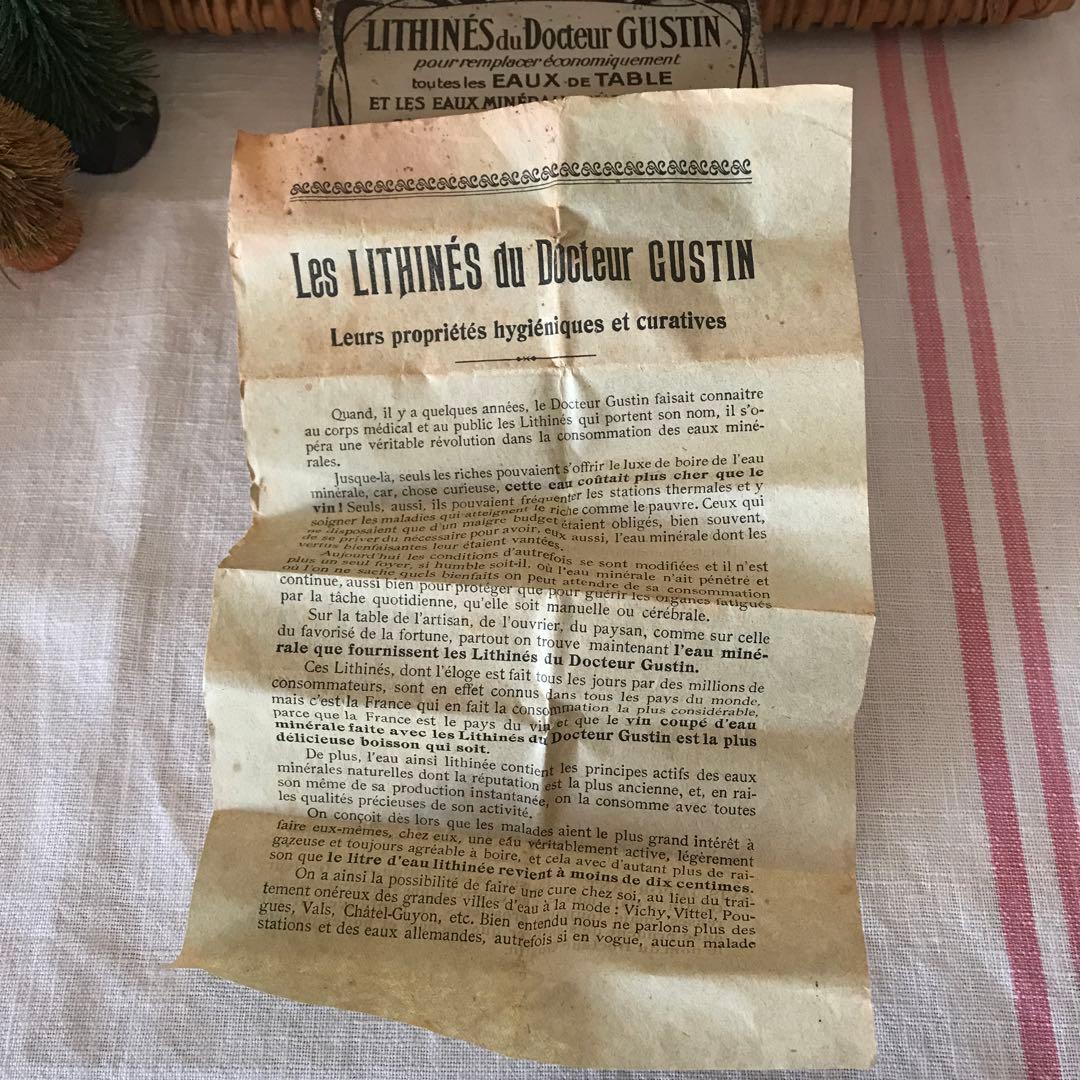 LITHINÉS du Docteur GUSTIN
pour remplacer économiquement
toutes les EAUX DE TABLE
ET LES EAUX
Les LITHINÉS du Docteur GUSTIN
Leurs propriétés hygiéniques et curatives
Quand, il y a quelques années, le Docteur Gustin faisait connaître
au corps médical et au public les Lithinés qui portent son nom, il s'o-
péra une véritable révolution dans la consommation des eaux miné-
rales.
Jusque-là, seuls les riches pouvaient s'offrir le luxe de boire de l'eau
minérale, car, chose curieuse, cette eau coûtait plus cher que le
vin ! Seuls, aussi, ils pouvaient fréquenter les stations thermales et y
soigner les maladies qui atteignent le riche comme le pauvre. Ceux qui
ne disposaient que d'un maigre budget étaient obligés, bien souvent,
de se priver du nécessaire pour avoir, eux aussi, l'eau minérale dont les
vertus bienfaisantes leur étaient vantées.
Aujourd'hui les conditions d'autrefois se sont modifiées et il n'est
plus un seul foyer, si humble soit-il, où l'eau minérale n'ait pénétré et
où l'on ne sache quels bienfaits on peut attendre de sa consommation
continue, aussi bien pour protéger que pour guérir les organes fatigués
par la tâche quotidienne, qu'elle soit manuelle ou cérébrale.
Sur la table de l'artisan, de l'ouvrier, du paysan, comme sur celle
du favorisé de la fortune, partout on trouve maintenant l'eau miné-
rale que fournissent les Lithinés du Docteur Gustin.
Ces Lithinés, dont l'éloge est fait tous les jours par des millions de
consommateurs, sont en effet connus dans tous les pays du monde,
mais c'est la France qui en fait la consommation la plus considérable,
parce que la France est le pays du vin et que le vin coupé d'eau
minérale faite avec les Lithinés du Docteur Gustin est la plus
délicieuse boisson qui soit.
De plus, l'eau ainsi lithinée contient les principes actifs des eaux
minérales naturelles dont la réputation est la plus ancienne, et, en rai-
son même de sa production instantanée, on la consomme avec toutes
les qualités précieuses de son activité.
On conçoit dès lors que les malades aient le plus grand intérêt à
faire eux-mêmes, chez eux, une eau véritablement active, légèrement
gazeuse et toujours agréable à boire, et cela avec d'autant plus de rai-
son que le litre d'eau lithinée revient à moins de dix centimes.
On a ainsi la possibilité de faire une cure chez soi, au lieu du trai-
tement onéreux des grandes villes d'eau à la mode : Vichy, Vittel, Pou-
gues, Vals, Châtel-Guyon, etc. Bien entendu nous ne parlons plus des
stations et des eaux allemandes, autrefois si en vogue, aucun malade